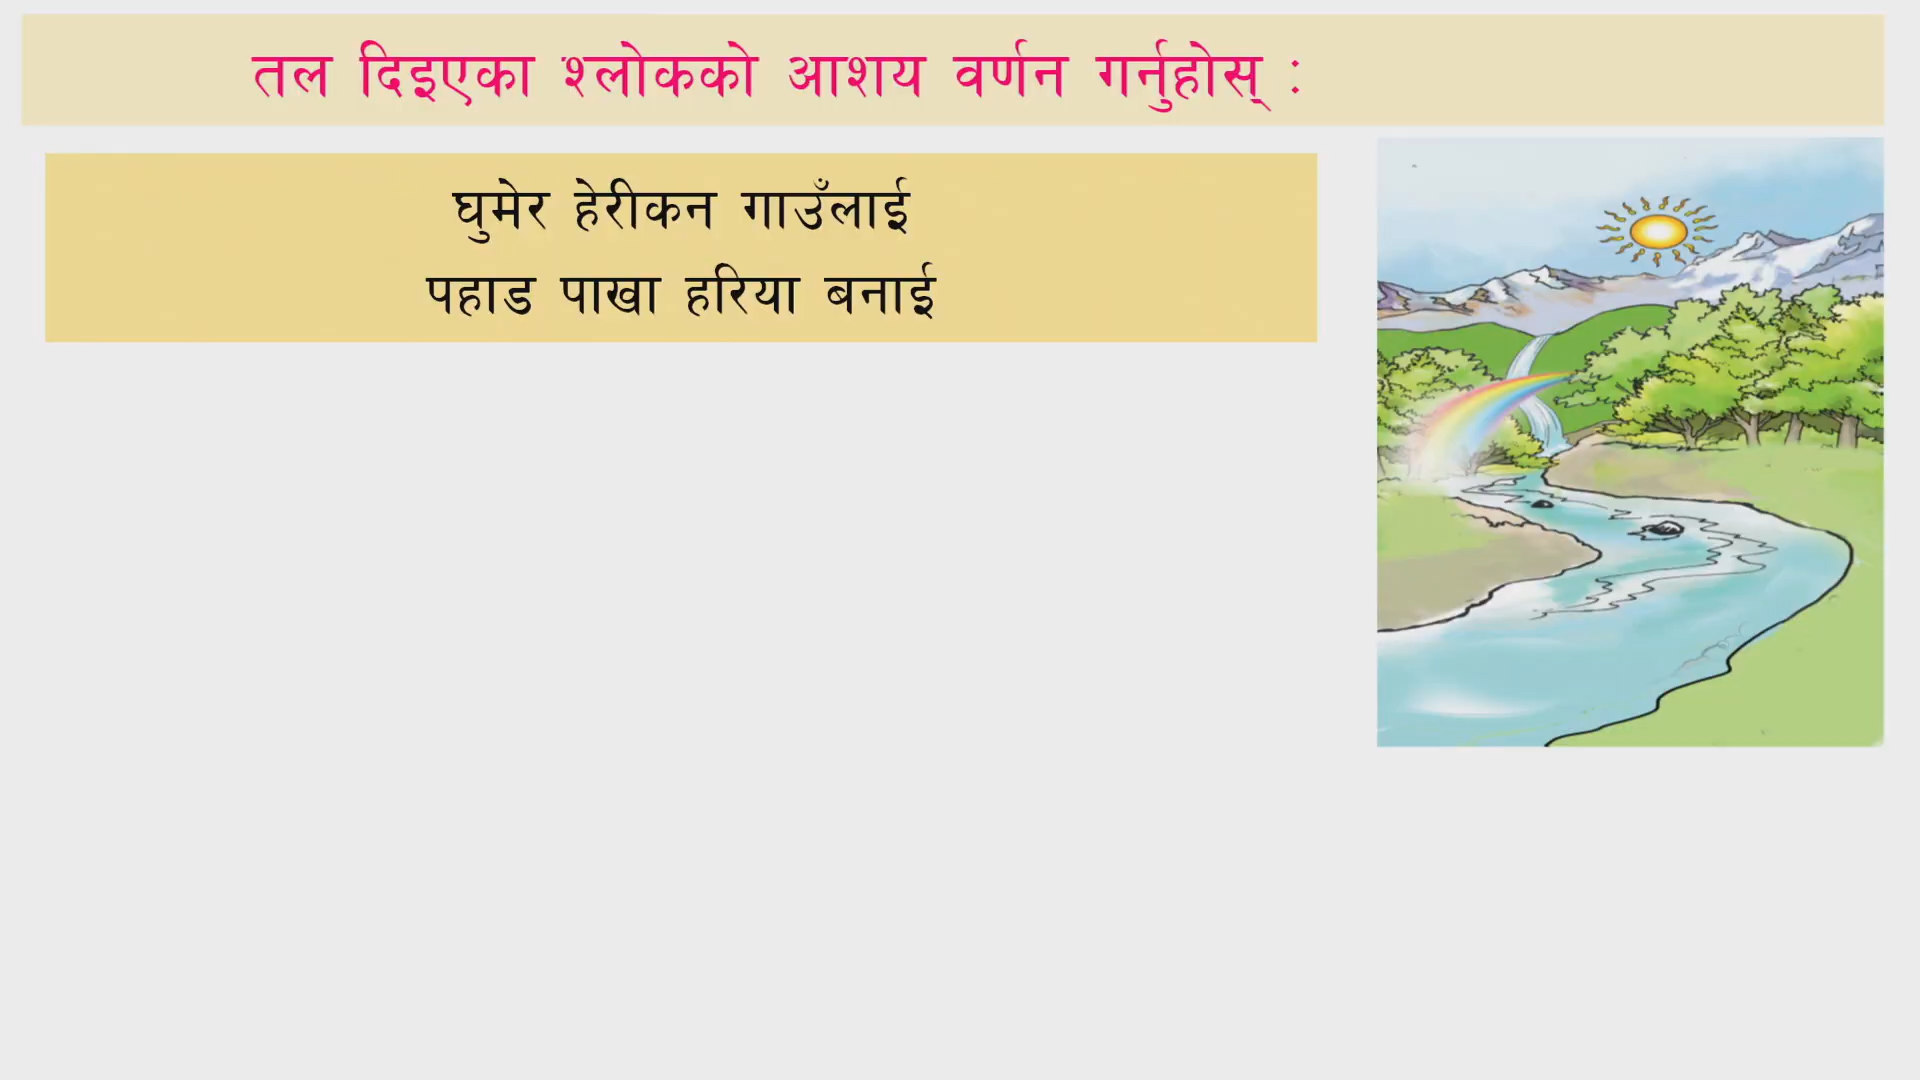 तल दिइएका श्लोकको आशय वर्णन गर्नुहोस् :
घुमेर हेरीकन गाउँलाई
पहाड पाखा हरिया बनाई